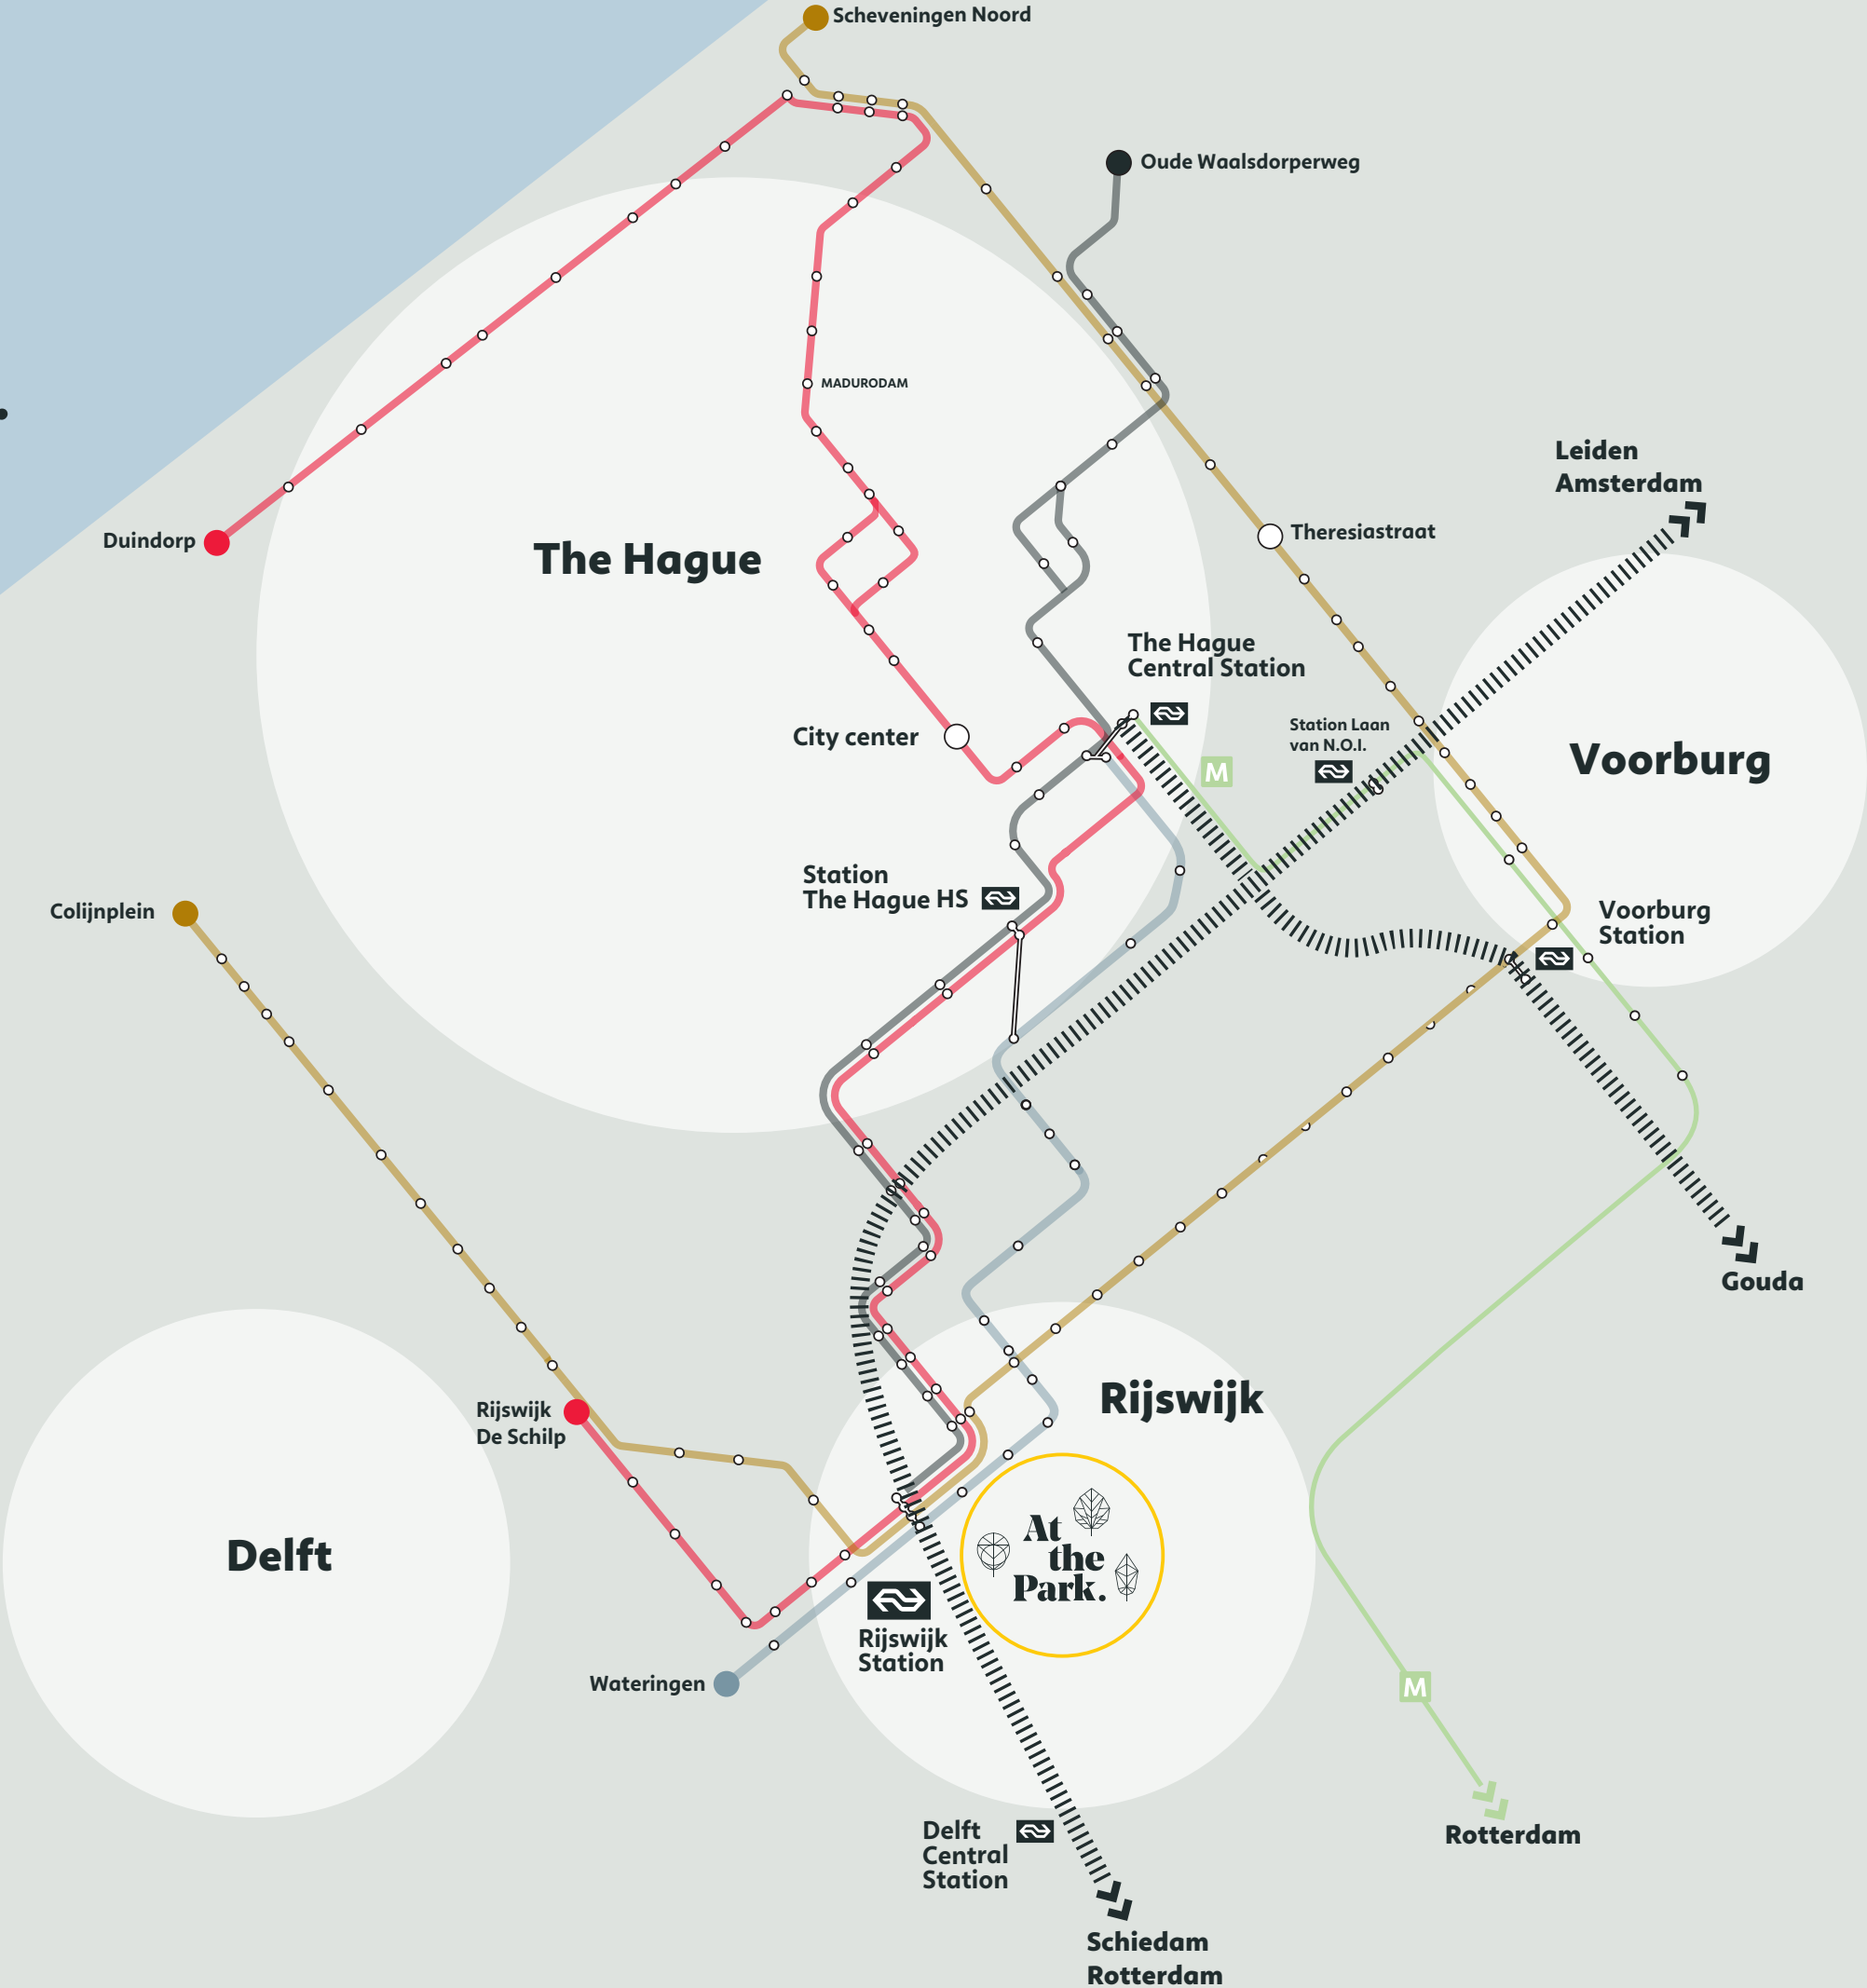 Scheveningen Noord
Oude Waalsdorperweg
MADURODAM
Leiden
Amsterdam
Theresiastraat
Duindorp
The Hague
The Hague
Central Station
Station Laan
van N.O.I.
City center
M
Voorburg
Station
The Hague HS
Colijnplein
Voorburg
Station
Gouda
Rijswijk
Rijswijk
De Schilp
At
the
Park.
Delft
Rijswijk
Station
Wateringen
M
Delft
Central
Station
Rotterdam
Schiedam
Rotterdam